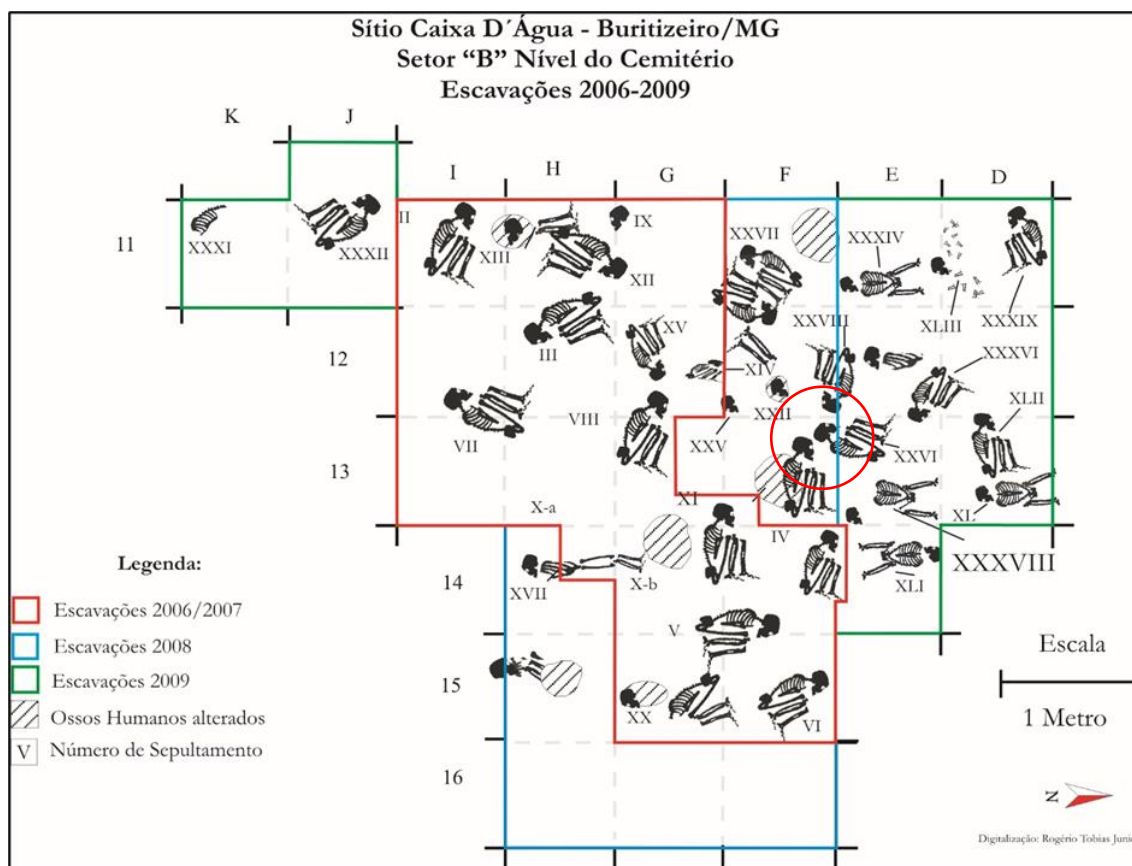 Sítio Caixa D´Água - Buritizeiro/MG
Setor “B” Nível do Cemitério
Escavações 2006-2009
K
J
I
H
G
F
E
D
11
XXXI
XXXII
II
XIII
IX
XII
XXVII
XXXIV
XLIII
XXXIX
12
III
XV
XIV
XXVIII
XXXVI
XXII
XLII
VII
VIII
XXV
XXVI
13
XI
XL
X-a
IV
XXXVIII
Legenda:
14
XVII
X-b
XLI
Escavações 2006/2007
V
Escavações 2008
Escala
Escavações 2009
15
XX
VI
1 Metro
Ossos Humanos alterados
V Número de Sepultamento
16
N
Digitalização: Rogério Tobias Juni